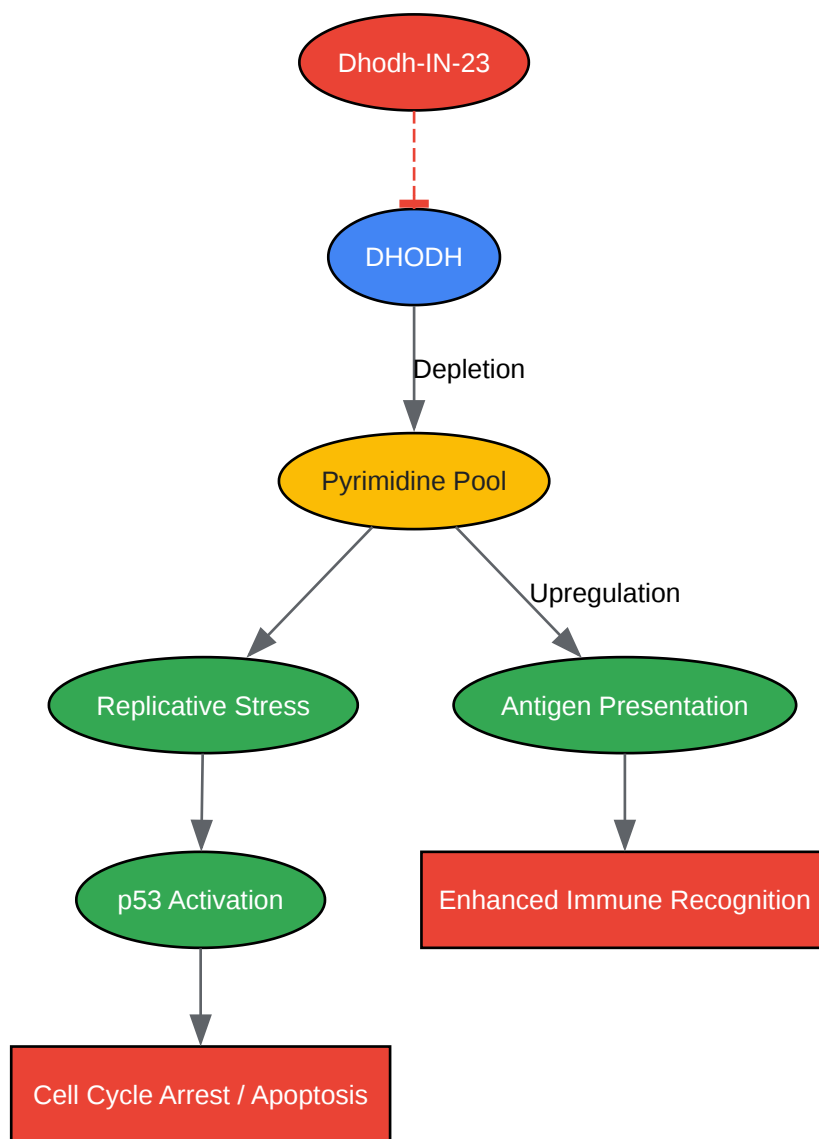 Dhodh-IN-23
DHODH
Depletion
Pyrimidine Pool
Upregulation
Replicative Stress
Antigen Presentation
p53 Activation
Enhanced Immune Recognition
Cell Cycle Arrest / Apoptosis